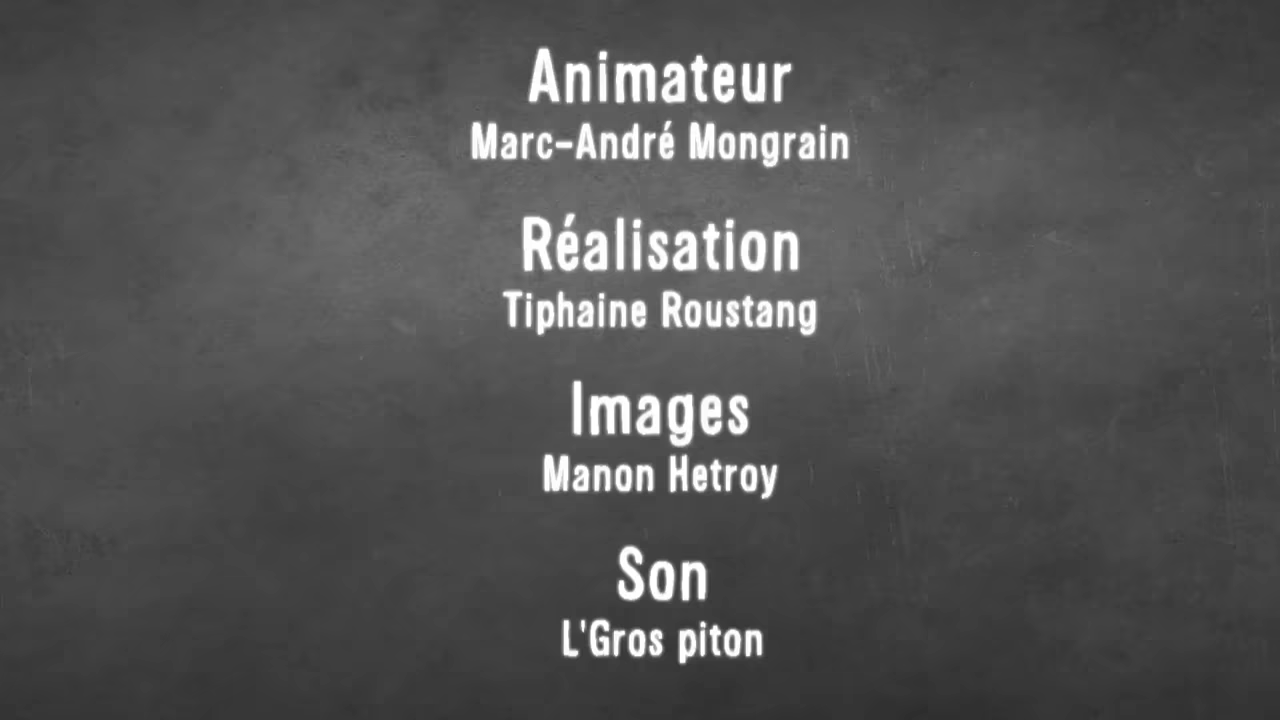 Animateur
Marc-André Mongrain
Réalisation
Tiphaine Roustang
Images
Manon Hetroy
Son
L'Gros piton